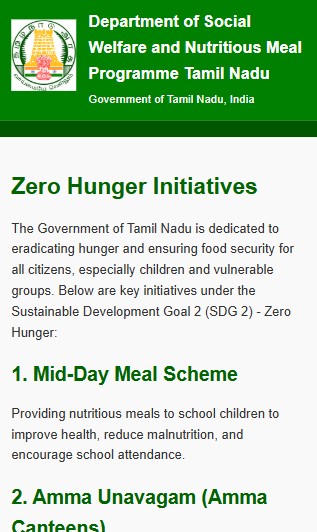 Department of Social
Welfare and Nutritious Meal
Programme Tamil Nadu
Government of Tamil Nadu, India
Zero Hunger Initiatives
The Government of Tamil Nadu is dedicated to
eradicating hunger and ensuring food security for
all citizens, especially children and vulnerable
groups. Below are key initiatives under the
Sustainable Development Goal 2 (SDG 2) - Zero
Hunger:
1. Mid-Day Meal Scheme
Providing nutritious meals to school children to
improve health, reduce malnutrition, and
encourage school attendance.
2. Amma Unavagam (Amma
Canteens)